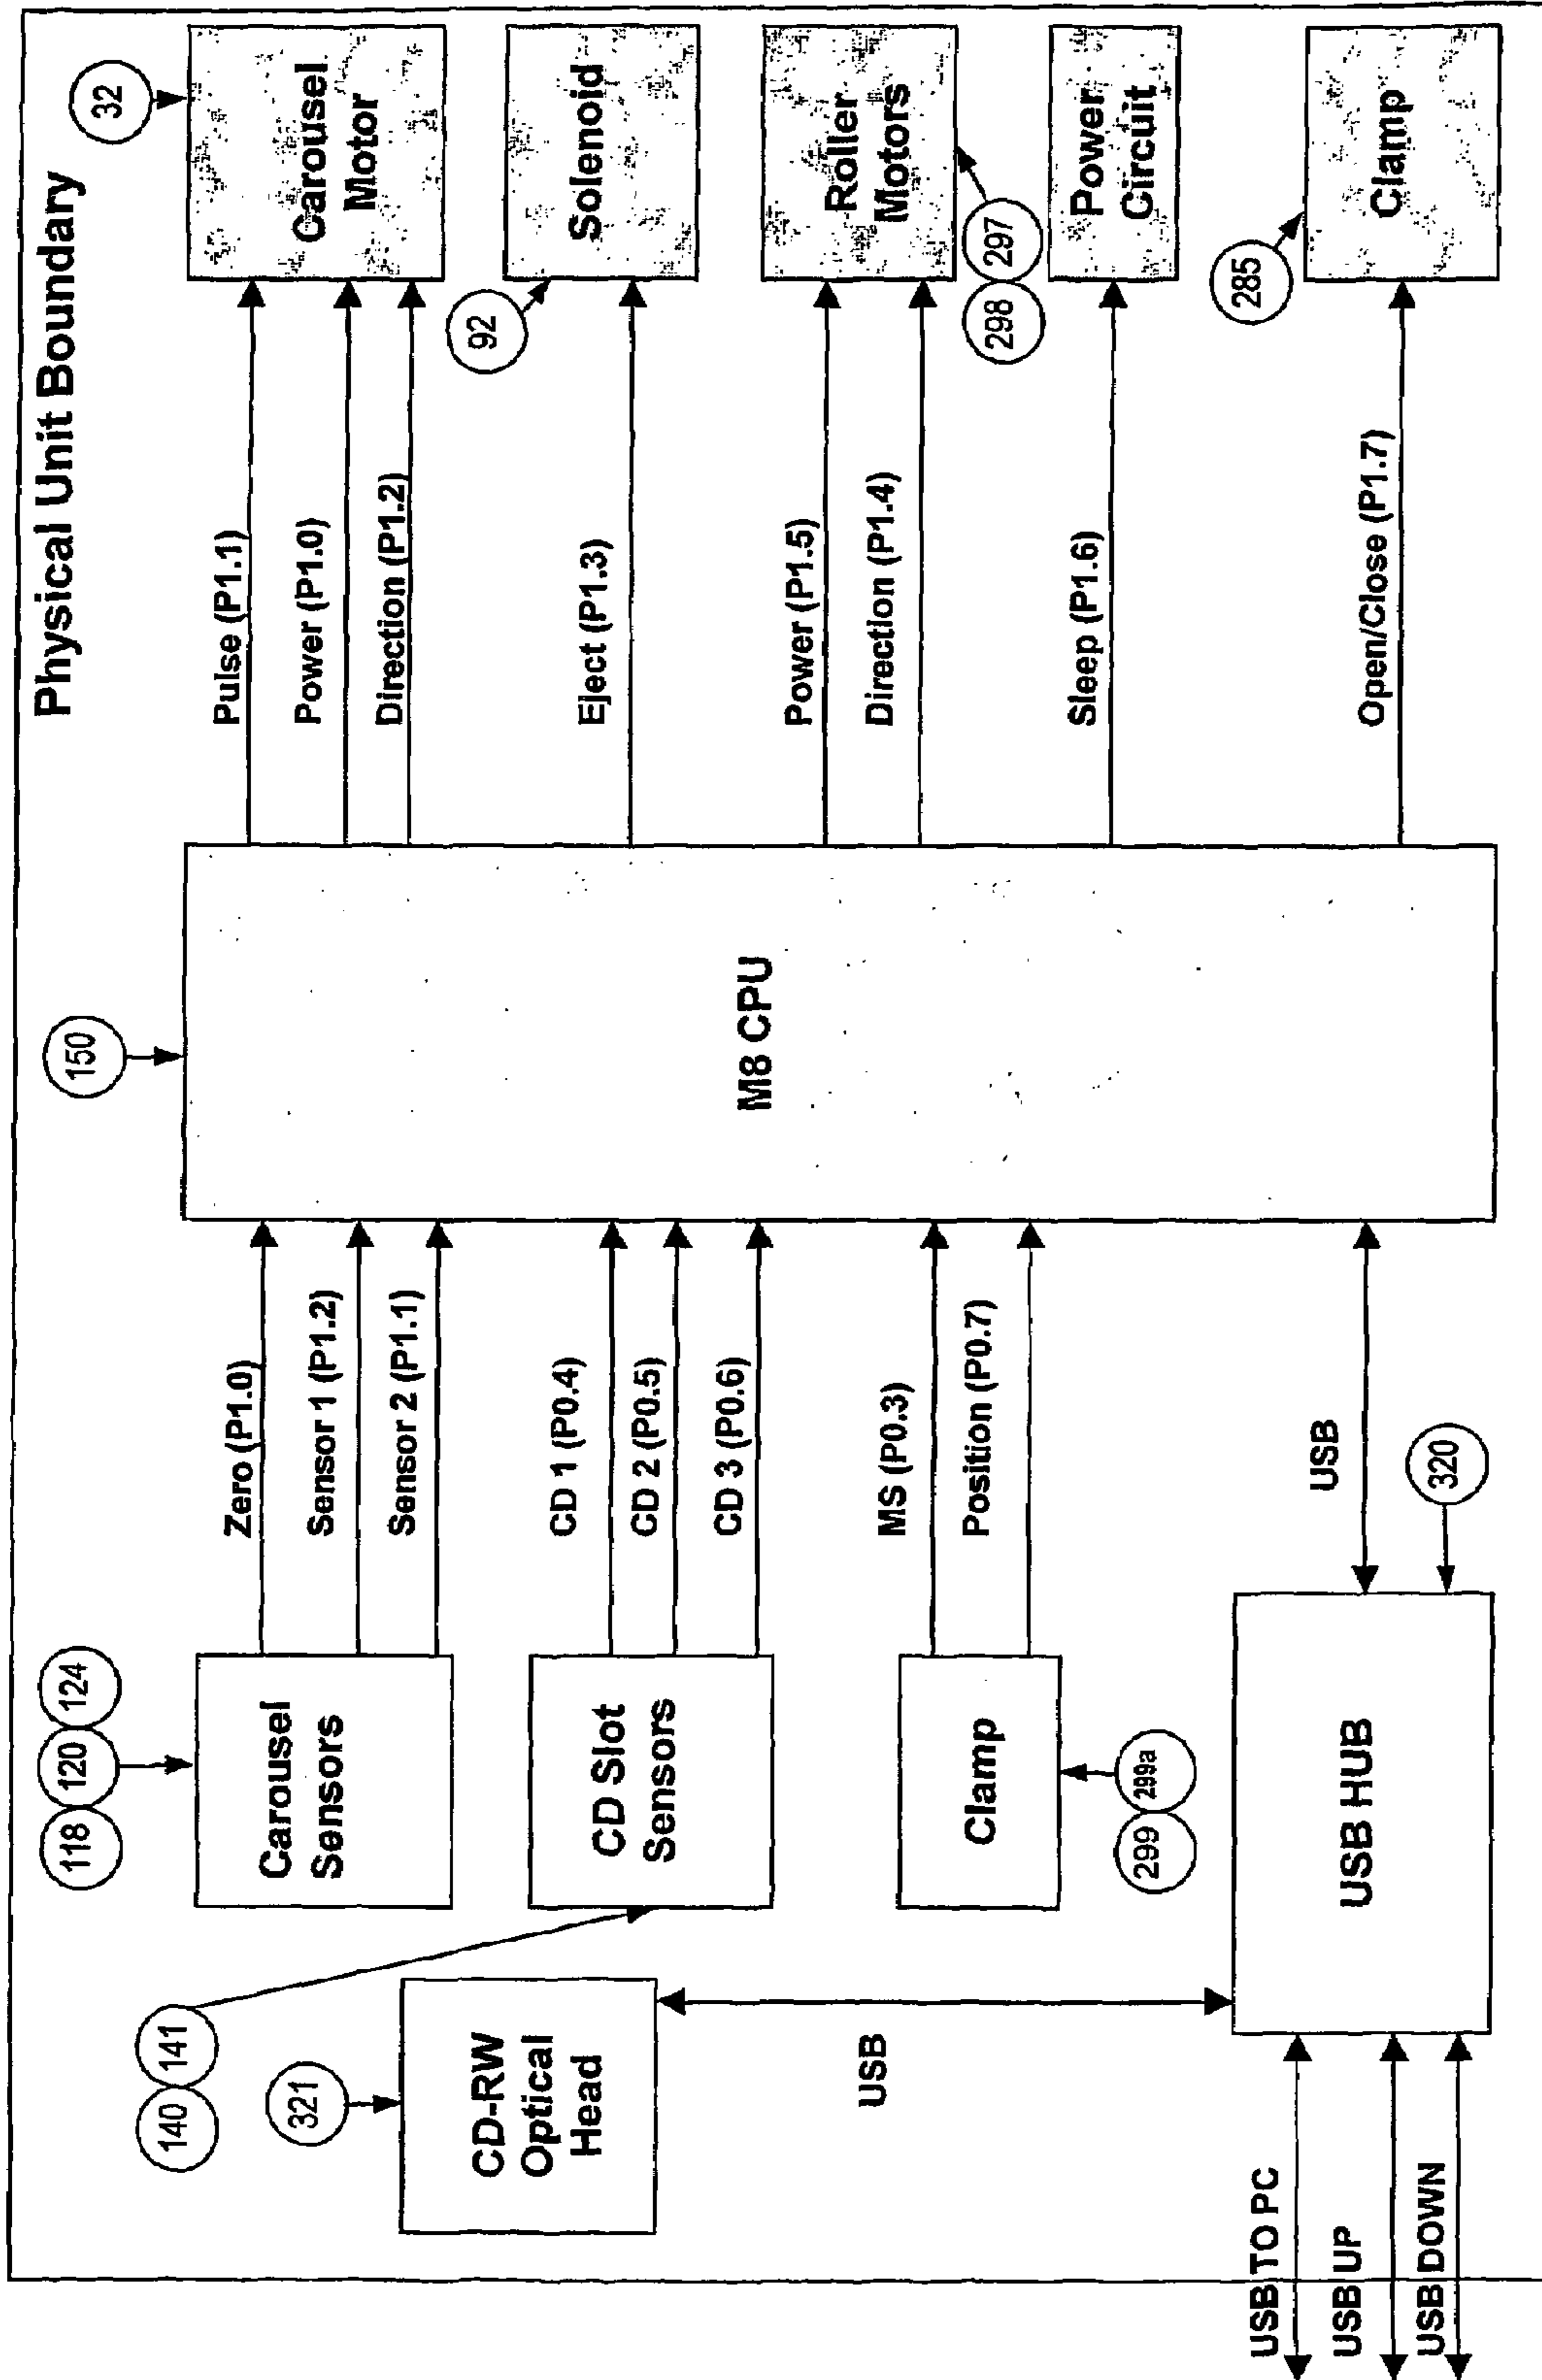 Physical Unit Boundary
140
141
321
CD-RW
Optical
Head
USB
118
120
124
Carousel
Sensors
Zero (P1.0)
Sensor 1 (P1.2)
Sensor 2 (P1.1)
CD Slot
Sensors
CD 1 (P0.4)
CD 2 (P0.5)
CD 3 (P0.6)
Clamp
299
299a
MS (P0.3)
Position (P0.7)
USB HUB
USB
320
USB TO PC
USB UP
USB DOWN
150
M8 CPU
Pulse (P1.1)
Power (P1.0)
Direction (P1.2)
32
Carousel
Motor
Eject (P1.3)
92
Solenoid
Power (P1.5)
Direction (P1.4)
Roller
Motors
298
297
Sleep (P1.6)
Power
Circuit
Open/Close (P1.7)
285
Clamp